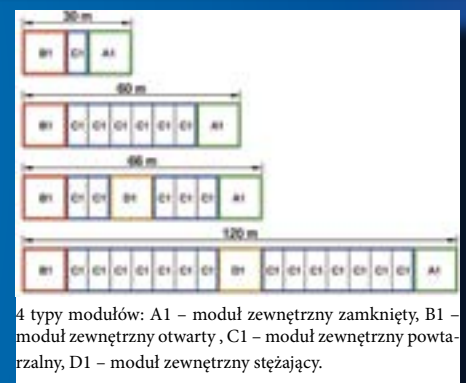 30 m
B1 C1 A1
60 m
B1 C1 C1 C1 C1 C1 C1 A1
66 m
B1 C1 C1 D1 C1 C1 C1 A1
120 m
B1 C1 C1 C1 C1 C1 C1 C1 D1 C1 C1 C1 C1 C1 C1 C1 A1
4 typy modułów: A1 – moduł zewnętrzny zamknięty, B1 –
moduł zewnętrzny otwarty , C1 – moduł zewnętrzny powta-
rzalny, D1 – moduł zewnętrzny stężający.